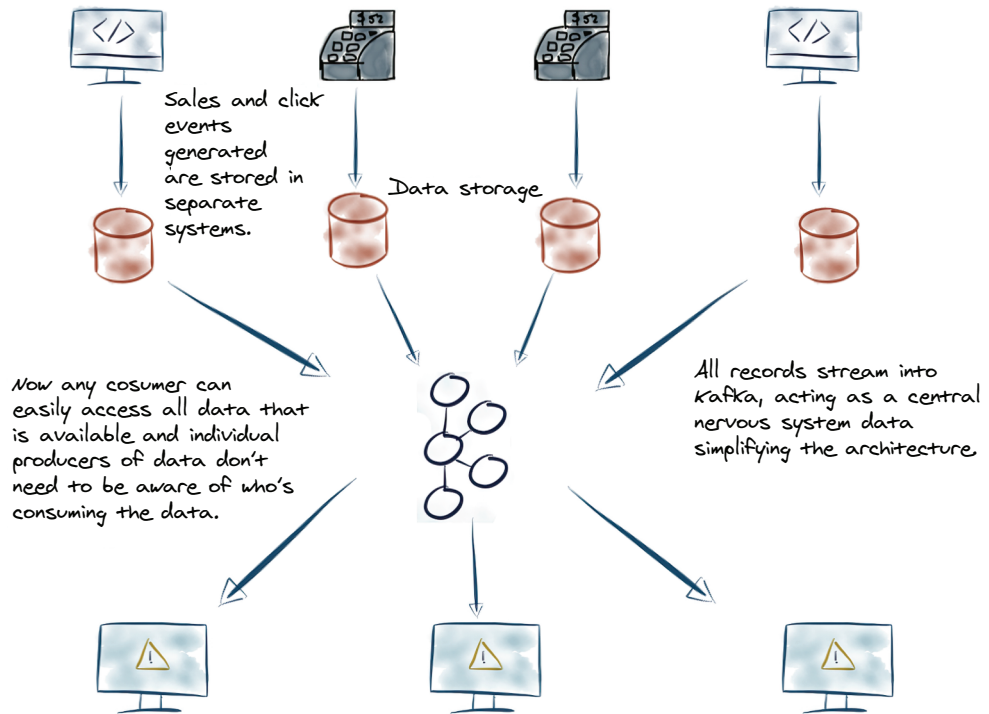 </>
$ 52
$ 52
</>
Sales and click
events
generated
are stored in
separate
systems.
Data storage
Now any cosumer can
easily access all data that
is available and individual
producers of data don't
need to be aware of who's
consuming the data.
All records stream into
Kafka, acting as a central
nervous system data
simplifying the architecture.
!
!
!